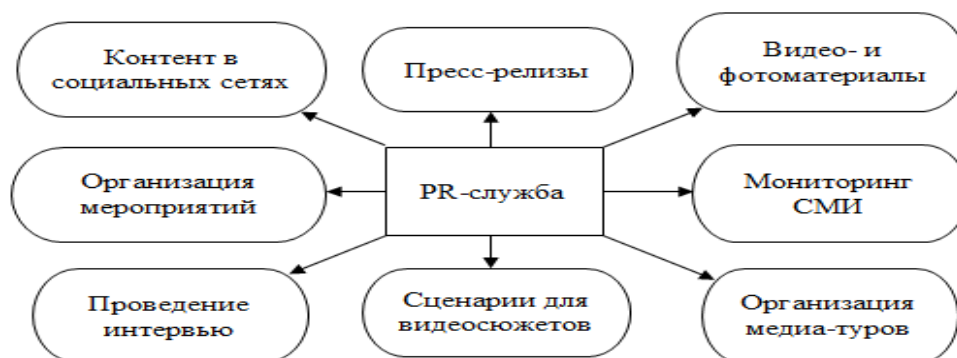 Контент в
социальных сетях
Пресс-релизы
Видео- и
фотоматериалы
Организация
мероприятий
PR-служба
Мониторинг
СМИ
Проведение
интервью
Сценарии для
видеосюжетов
Организация
медиа-туров